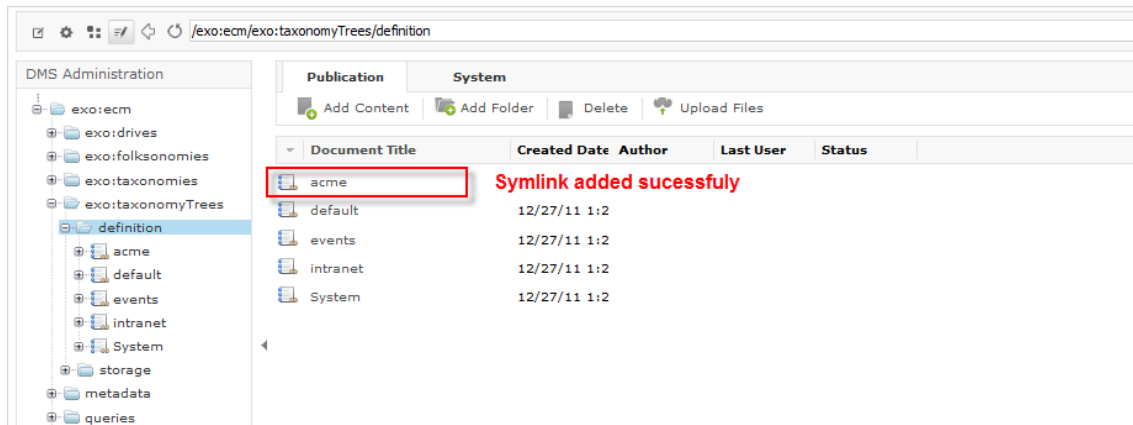 /exo:ecm/exo:taxonomyTrees/definition
DMS Administration
exo:ecm
exo:drives
exo:folksonomies
exo:taxonomies
exo:taxonomyTrees
definition
acme
default
events
intranet
System
storage
metadata
queries
Publication System
Add Content Add Folder Delete Upload Files
Document Title Created Date Author Last User Status
acme Symlink added sucessfuly
default 12/27/11 1:2
events 12/27/11 1:2
intranet 12/27/11 1:2
System 12/27/11 1:2